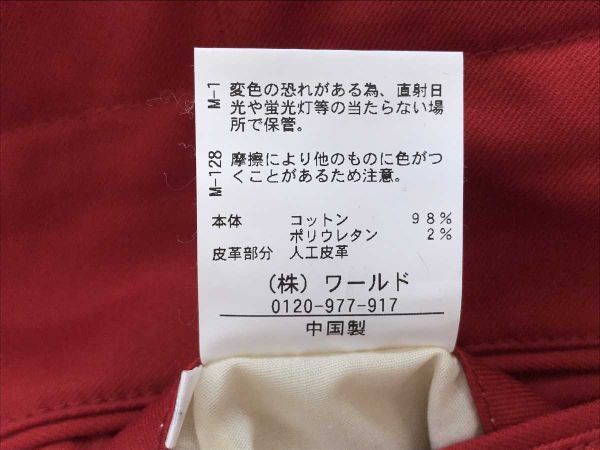 M-1 変色の恐れがある為、直射日
光や蛍光灯等の当たらない場
所で保管。
M-128 摩擦により他のものに色がつ
くことがあるため注意。
本体 コットン 98%
ポリウレタン 2%
皮革部分 人工皮革
(株) ワールド
0120-977-917
中国製